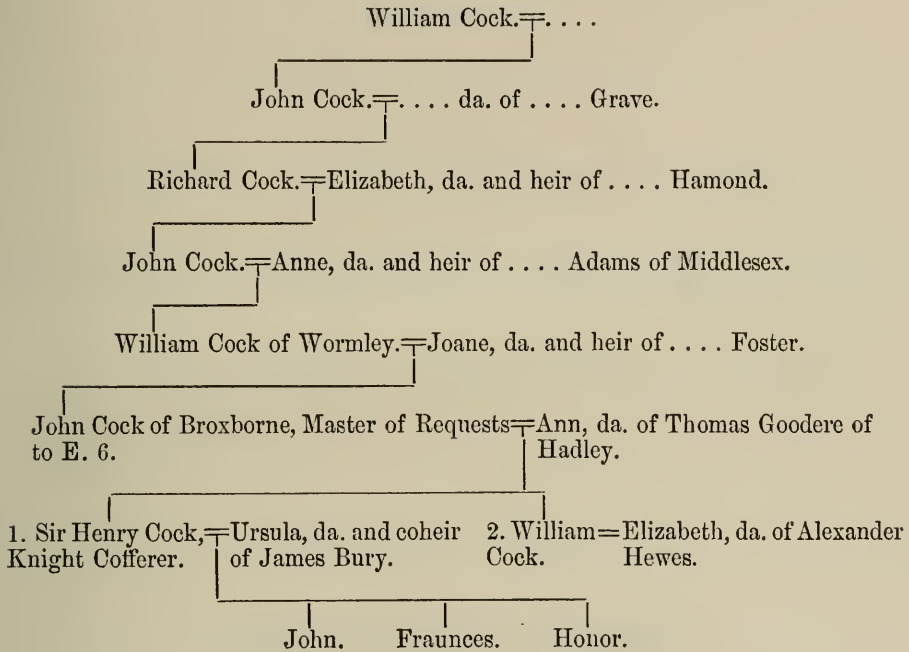 William Cock.=. . . .
John Cock.=. . . . da. of . . . . Grave.
Richard Cock.=Elizabeth, da. and heir of . . . . Hamond.
John Cock.=Anne, da. and heir of . . . . Adams of Middlesex.
William Cock of Wormley.=Joane, da. and heir of . . . . Foster.
John Cock of Broxborne, Master of Requests=Ann, da. of Thomas Goodere of
to E. 6. Hadley.
1. Sir Henry Cock,=Ursula, da. and coheir 2. William=Elizabeth, da. of Alexander
Knight Cofferer. of James Bury. Cock. Hewes.
John. Fraunces. Honor.